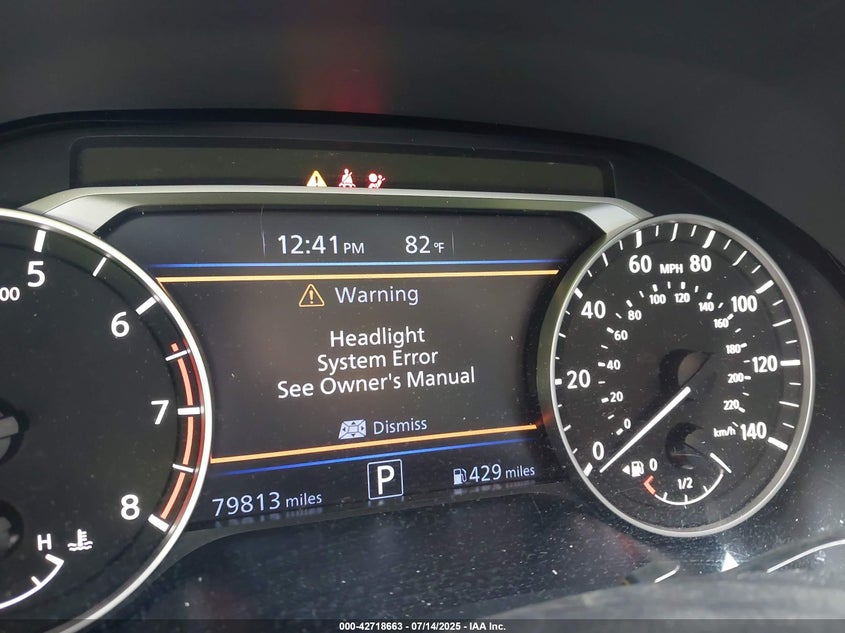 12:41 PM 82°F
Warning
Headlight
System Error
See Owner's Manual
Dismiss
79813 miles
P
429 miles
5
00
6
7
8
H
0
20
40
60
MPH
80
100
120
140
0
20
40
60
80
100
120
140
160
180
200
220
km/h
0
1/2
000-42718663 - 07/14/2025 - IAA Inc.